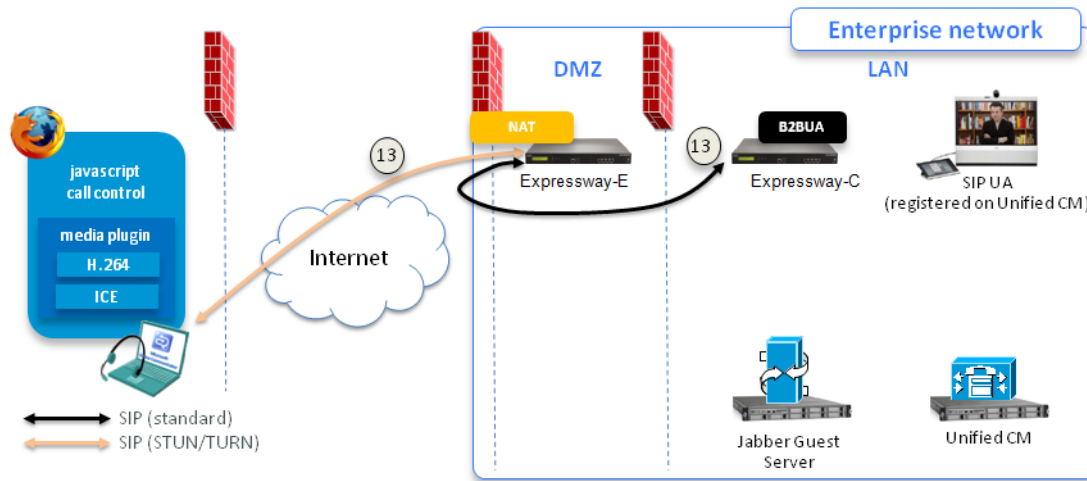 Enterprise network
DMZ
LAN
NAT
B2BUA
13
13
javascript
call control
media plugin
H.264
ICE
Expressway-E
Expressway-C
SIP UA
(registered on Unified CM)
Internet
SIP (standard)
SIP (STUN/TURN)
Jabber Guest
Server
Unified CM